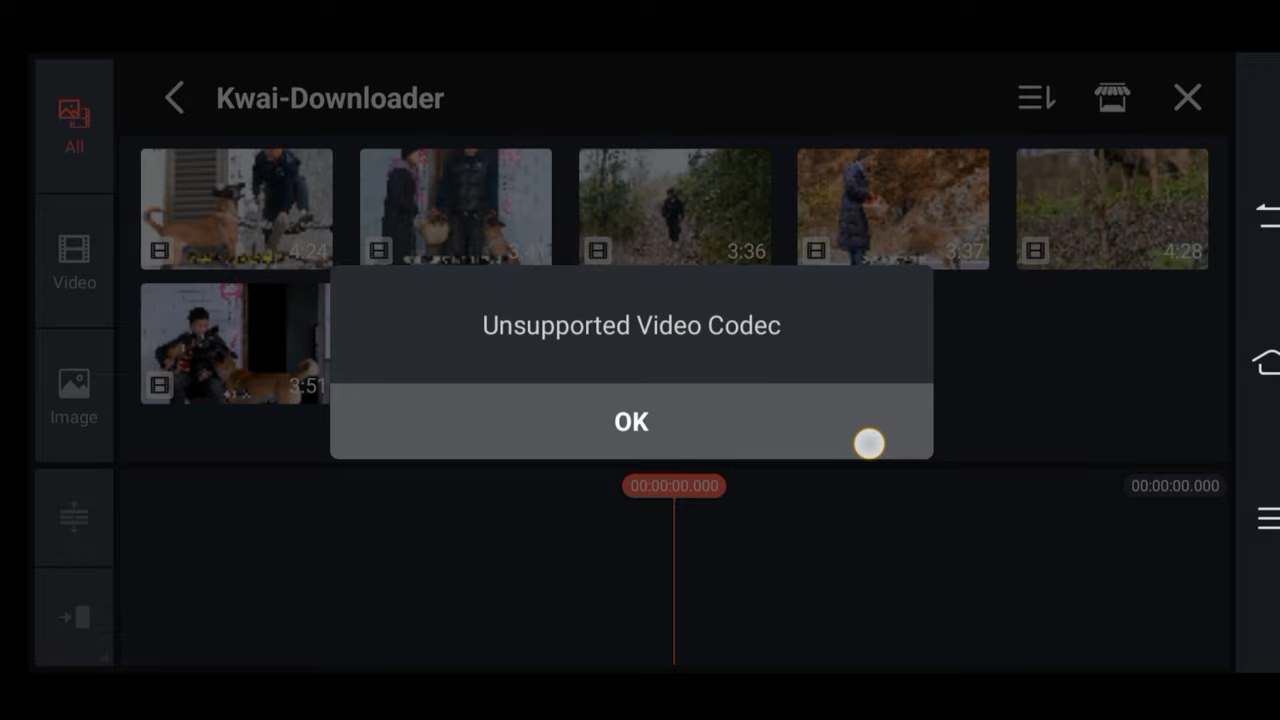 Kwai-Downloader
All
4:24
3:36
3:37
4:28
Video
3:51
Unsupported Video Codec
Image
OK
00:00:00.000
00:00:00.000